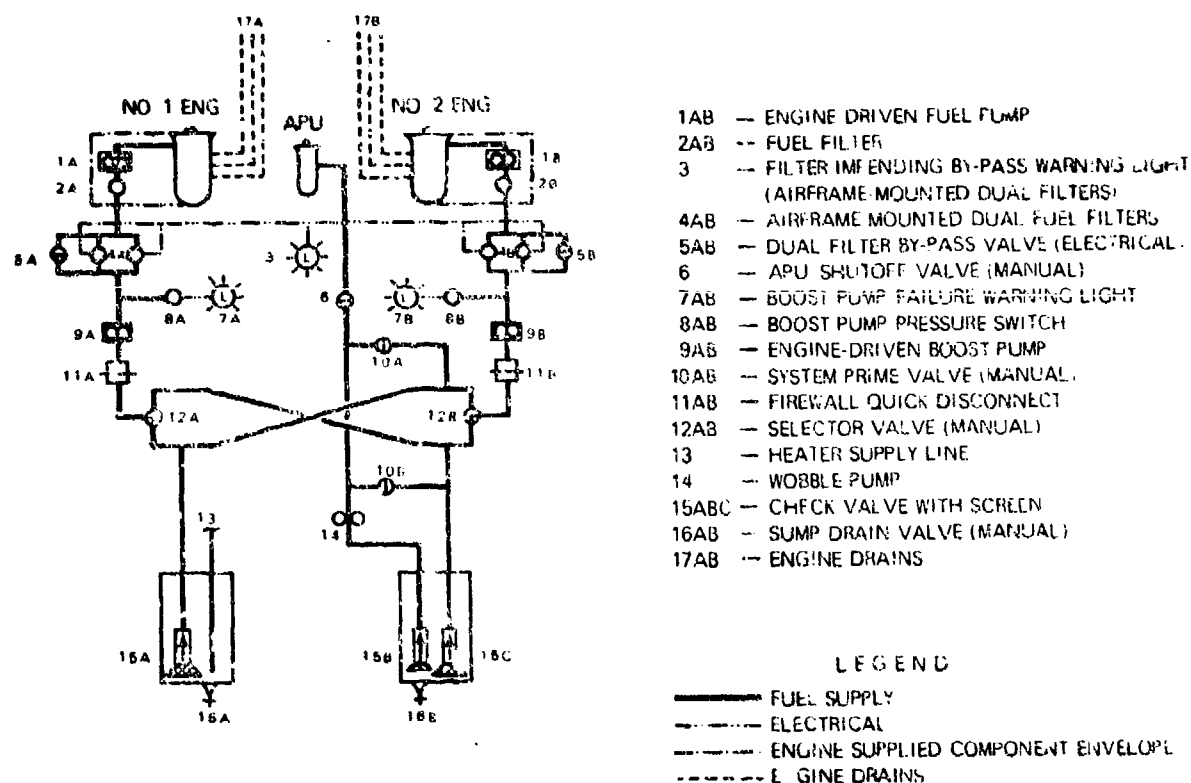 17A 17B
NO 1 ENG
NO 2 ENG
APU
1A
1B
2A
4A
4B
5B
3
L
6
L
8A
7A
7B
L
8B
9A
9B
10A
11A
11B
12A
12B
10B
13
14
15A
15B
16A
1AB — ENGINE DRIVEN FUEL PUMP
2AB -- FUEL FILTER
3 — FILTER IMPENDING BY-PASS WARNING LIGHT
(AIRFRAME-MOUNTED DUAL FILTERS)
4AB — AIRFRAME MOUNTED DUAL FUEL FILTERS
5AB — DUAL FILTER BY-PASS VALVE (ELECTRICAL
6 — APU SHUTOFF VALVE (MANUAL)
7AB — BOOST PUMP FAILURE WARNING LIGHT
8AB — BOOST PUMP PRESSURE SWITCH
9AB — ENGINE-DRIVEN BOOST PUMP
10AB — SYSTEM PRIME VALVE (MANUAL)
11AB — FIREWALL QUICK DISCONNECT
12AB — SELECTOR VALVE (MANUAL)
13 — HEATER SUPPLY LINE
14 — WOBBLE PUMP
15ABC — CHECK VALVE WITH SCREEN
16AB — SUMP DRAIN VALVE (MANUAL)
17AB — ENGINE DRAINS
LEGEND
FUEL SUPPLY
ELECTRICAL
ENGINE SUPPLIED COMPONENT ENVELOPE
E GINE DRAINS